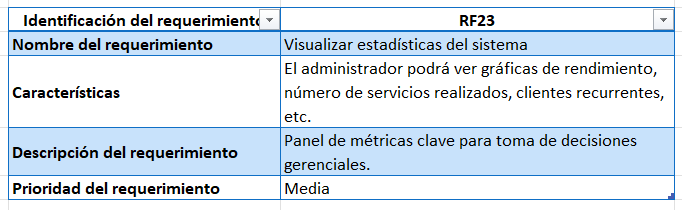 Identificación del requerimiento RF23
Nombre del requerimiento Visualizar estadísticas del sistema
Características El administrador podrá ver gráficas de rendimiento,
número de servicios realizados, clientes recurrentes,
etc.
Descripción del requerimiento Panel de métricas clave para toma de decisiones
gerenciales.
Prioridad del requerimiento Media